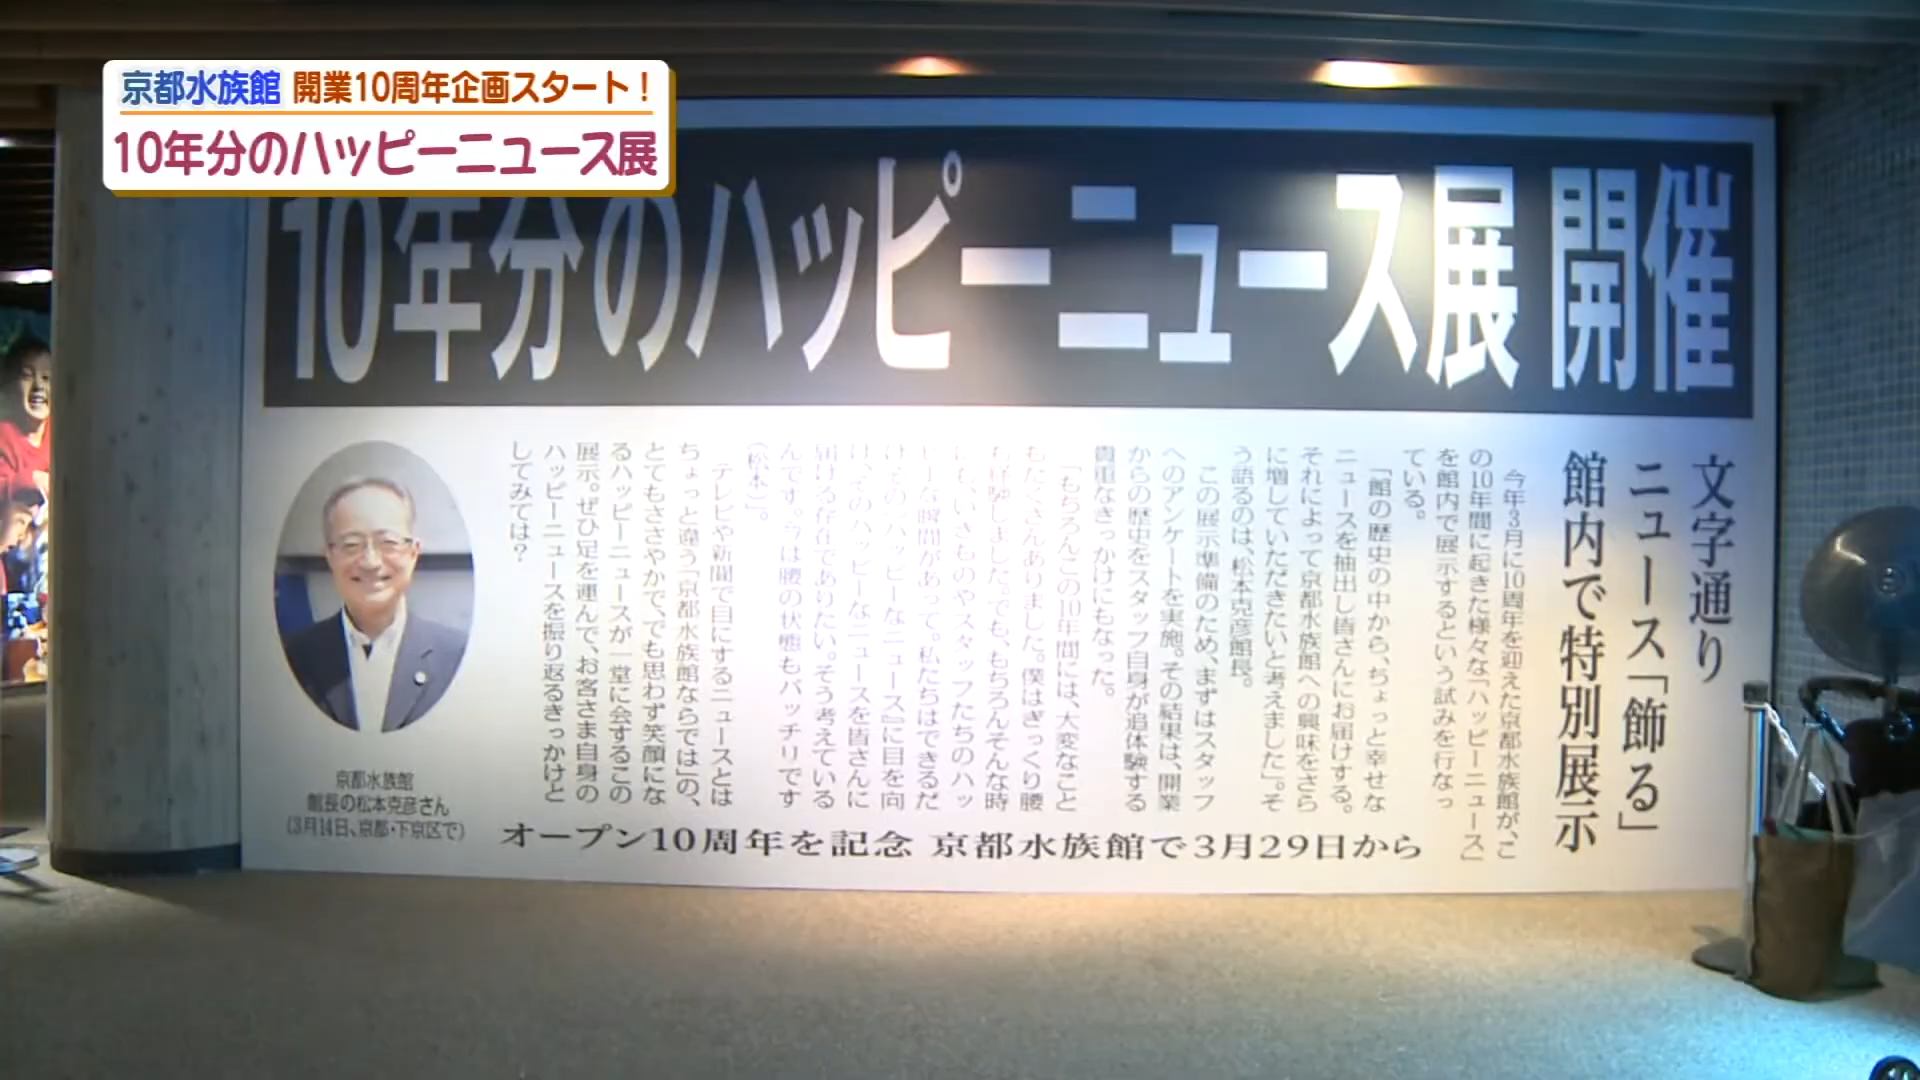 京都水族館 開業10周年企画スタート!
10年分のハッピーニュース展
10年分のハッピーニュース展 開催
文字通り
ニュース「飾る」
館内で特別展示
今年3月に10周年を迎えた京都水族館が、こ
の10年間に起きた様々な「ハッピーニュース」
を館内で展示するという試みを行なっ
ている。
「館の歴史の中から、ちょっと幸せな
ニュースを抽出し皆さんにお届けする。
それによって京都水族館への興味をさら
に増していただきたいと考えました」。そ
う語るのは、松本克彦館長。
この展示準備のため、まずはスタッフ
へのアンケートを実施。その結果は、開業
からの歴史をスタッフ自身が追体験する
貴重なきっかけにもなった。
「もちろんこの10年間には、大変なこと
もたくさんありました。僕はぎっくり腰
も経験しました。でも、もちろんそんな時
にも、いきものやスタッフたちのハッ
ピーな瞬間があって。私たちはできるだ
けその『ハッピーなニュース』に目を向
け、そのハッピーなニュースを皆さんに
届ける存在でありたい。そう考えている
んです。今は腰の状態もバッチリです
(松本)」。
テレビや新聞で目にするニュースとは
ちょっと違う「京都水族館ならでは」の、
とてもささやかで、でも思わず笑顔にな
るハッピーニュースが一堂に会するこの
展示。ぜひ足を運んで、お客さま自身の
ハッピーニュースを振り返るきっかけと
してみては?
オープン10周年を記念 京都水族館で3月29日から
京都水族館
館長の松本克彦さん
(3月14日、京都・下京区で)